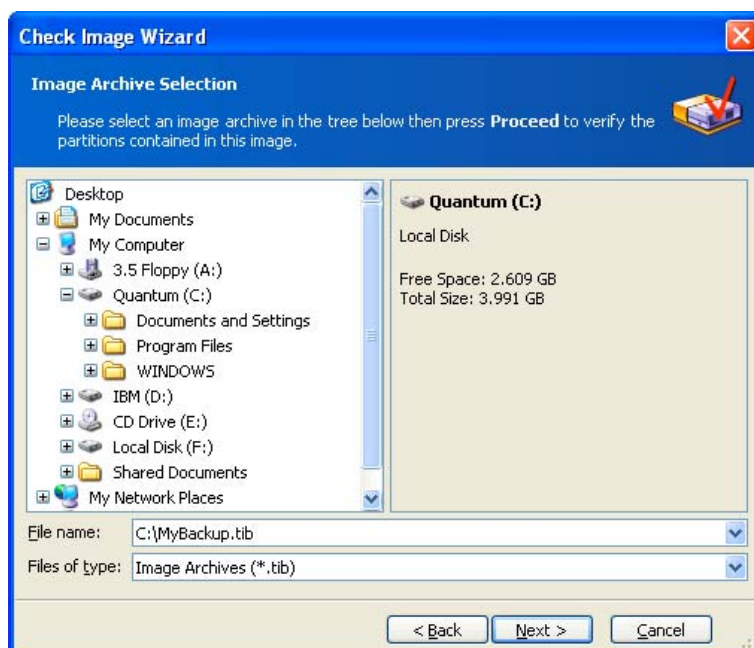 Check Image Wizard
Image Archive Selection
Please select an image archive in the tree below then press Proceed to verify the
partitions contained in this image.
Desktop
My Documents
My Computer
3.5 Floppy (A:)
Quantum (C:)
Documents and Settings
Program Files
WINDOWS
IBM (D:)
CD Drive (E:)
Local Disk (F:)
Shared Documents
My Network Places
Quantum (C:)
Local Disk
Free Space: 2.609 GB
Total Size: 3.991 GB
File name: C:\MyBackup.tib
Files of type: Image Archives (*.tib)
< Back Next > Cancel